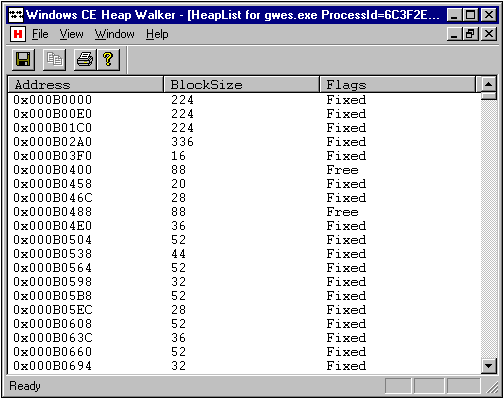 Windows CE Heap Walker - [HeapList for gwes.exe ProcessId=6C3F2E...
H File View Window Help
Address BlockSize Flags
0x000B0000 224 Fixed
0x000B00E0 224 Fixed
0x000B01C0 224 Fixed
0x000B02A0 336 Fixed
0x000B03F0 16 Fixed
0x000B0400 88 Free
0x000B0458 20 Fixed
0x000B046C 28 Fixed
0x000B0488 88 Free
0x000B04E0 36 Fixed
0x000B0504 52 Fixed
0x000B0538 44 Fixed
0x000B0564 52 Fixed
0x000B0598 32 Fixed
0x000B05B8 52 Fixed
0x000B05EC 28 Fixed
0x000B0608 52 Fixed
0x000B063C 36 Fixed
0x000B0660 52 Fixed
0x000B0694 32 Fixed
Ready